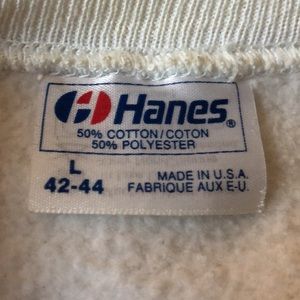 Hanes®
50% COTTON/COTON
50% POLYESTER
L
42-44
MADE IN U.S.A.
FABRIQUE AUX E-U.